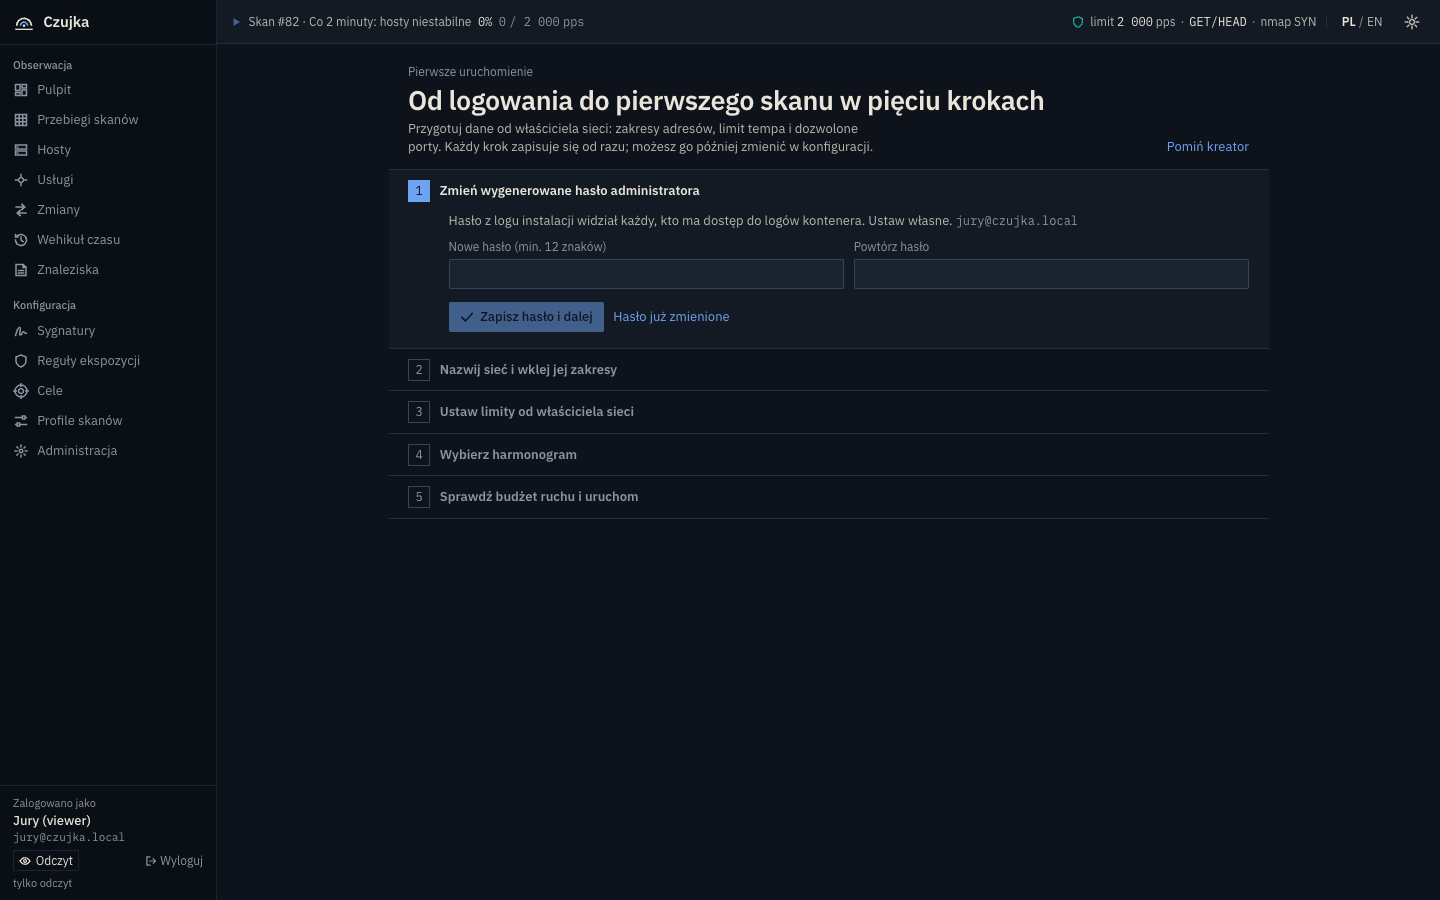 Czujka
Obserwacja
Pulpit
Przebiegi skanów
Hosty
Usługi
Zmiany
Wehikuł czasu
Znaleziska
Konfiguracja
Sygnatury
Reguły ekspozycji
Cele
Profile skanów
Administracja
Zalogowano jako
Jury (viewer)
jury@czujka.local
Odczyt
Wyloguj
tylko odczyt
Skan #82 · Co 2 minuty: hosty niestabilne 0% 0 / 2 000 pps
limit 2 000 pps · GET/HEAD · nmap SYN
PL / EN
Pierwsze uruchomienie
Od logowania do pierwszego skanu w pięciu krokach
Przygotuj dane od właściciela sieci: zakresy adresów, limit tempa i dozwolone
porty. Każdy krok zapisuje się od razu; możesz go później zmienić w konfiguracji.
Pomiń kreator
1 Zmień wygenerowane hasło administratora
Hasło z logu instalacji widział każdy, kto ma dostęp do logów kontenera. Ustaw własne. jury@czujka.local
Nowe hasło (min. 12 znaków)
Powtórz hasło
Zapisz hasło i dalej
Hasło już zmienione
2 Nazwij sieć i wklej jej zakresy
3 Ustaw limity od właściciela sieci
4 Wybierz harmonogram
5 Sprawdź budżet ruchu i uruchom